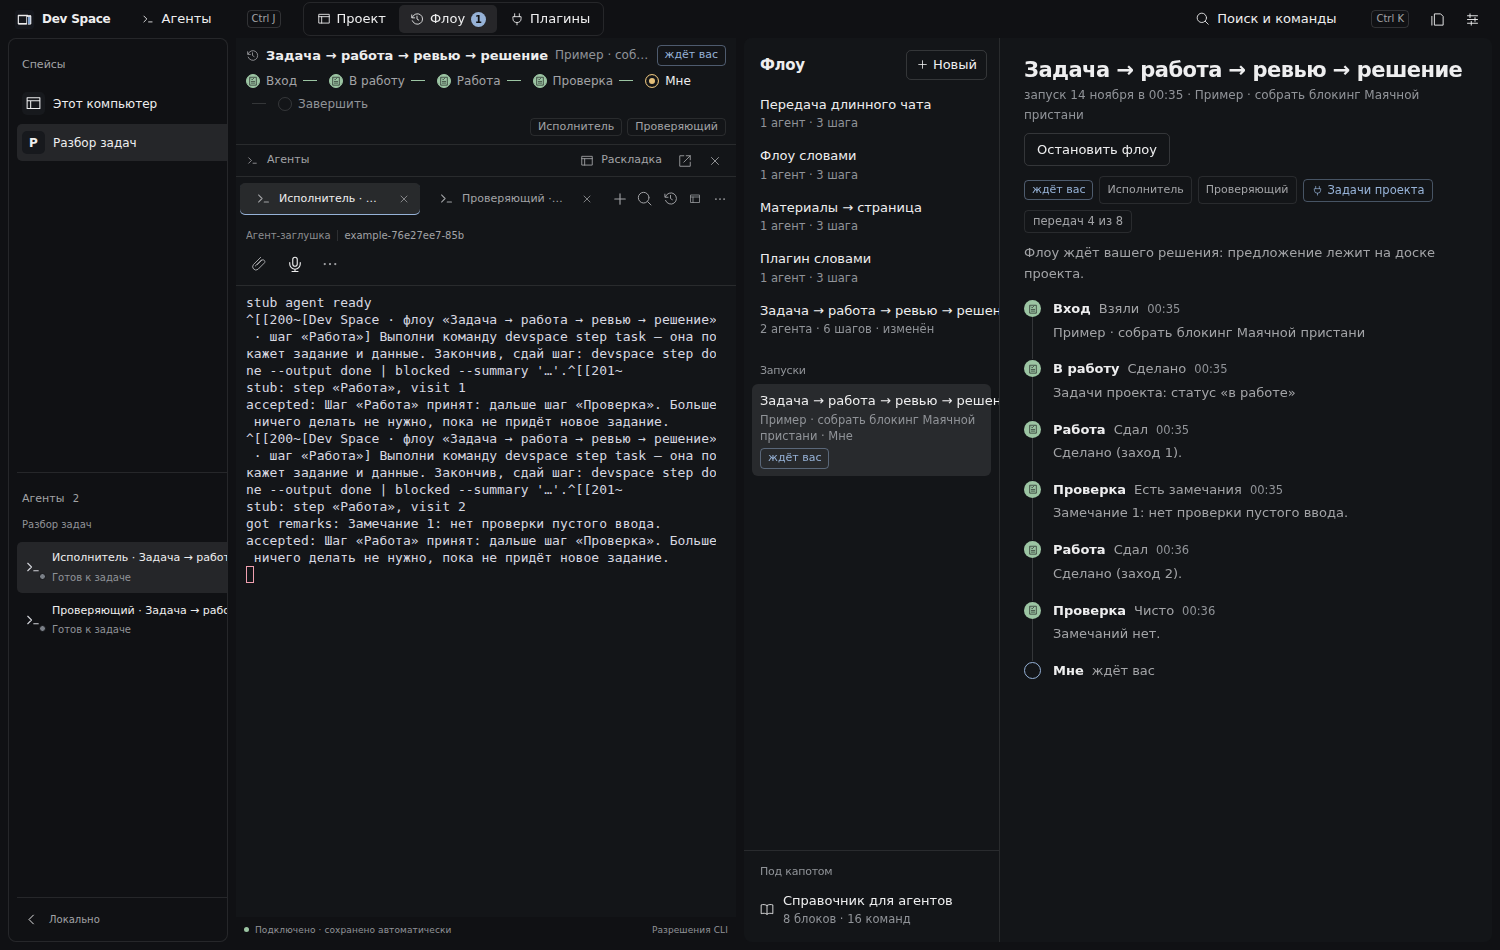 Dev Space
Агенты
Ctrl J
Проект
Флоу 1
Плагины
Поиск и команды
Ctrl K
Спейсы
Этот компьютер
P Разбор задач
Агенты 2
Разбор задач
Исполнитель · Задача → работ
Готов к задаче
Проверяющий · Задача → рабо
Готов к задаче
Локально
Задача → работа → ревью → решение Пример · соб… ждёт вас
Вход — В работу — Работа — Проверка — Мне
— Завершить
Исполнитель Проверяющий
Агенты
Раскладка
Исполнитель · …
Проверяющий ·…
Агент-заглушка example-76e27ee7-85b
stub agent ready
^[[200~[Dev Space · флоу «Задача → работа → ревью → решение»
· шаг «Работа»] Выполни команду devspace step task — она по
кажет задание и данные. Закончив, сдай шаг: devspace step do
ne --output done | blocked --summary '…'.^[[201~
stub: step «Работа», visit 1
accepted: Шаг «Работа» принят: дальше шаг «Проверка». Больше
ничего делать не нужно, пока не придёт новое задание.
^[[200~[Dev Space · флоу «Задача → работа → ревью → решение»
· шаг «Работа»] Выполни команду devspace step task — она по
кажет задание и данные. Закончив, сдай шаг: devspace step do
ne --output done | blocked --summary '…'.^[[201~
stub: step «Работа», visit 2
got remarks: Замечание 1: нет проверки пустого ввода.
accepted: Шаг «Работа» принят: дальше шаг «Проверка». Больше
ничего делать не нужно, пока не придёт новое задание.
Подключено · сохранено автоматически
Разрешения CLI
Флоу
+ Новый
Передача длинного чата
1 агент · 3 шага
Флоу словами
1 агент · 3 шага
Материалы → страница
1 агент · 3 шага
Плагин словами
1 агент · 3 шага
Задача → работа → ревью → решен
2 агента · 6 шагов · изменён
Запуски
Задача → работа → ревью → решен
Пример · собрать блокинг Маячной
пристани · Мне
ждёт вас
Под капотом
Справочник для агентов
8 блоков · 16 команд
Задача → работа → ревью → решение
запуск 14 ноября в 00:35 · Пример · собрать блокинг Маячной
пристани
Остановить флоу
ждёт вас Исполнитель Проверяющий Задачи проекта
передач 4 из 8
Флоу ждёт вашего решения: предложение лежит на доске
проекта.
Вход Взяли 00:35
Пример · собрать блокинг Маячной пристани
В работу Сделано 00:35
Задачи проекта: статус «в работе»
Работа Сдал 00:35
Сделано (заход 1).
Проверка Есть замечания 00:35
Замечание 1: нет проверки пустого ввода.
Работа Сдал 00:36
Сделано (заход 2).
Проверка Чисто 00:36
Замечаний нет.
Мне ждёт вас